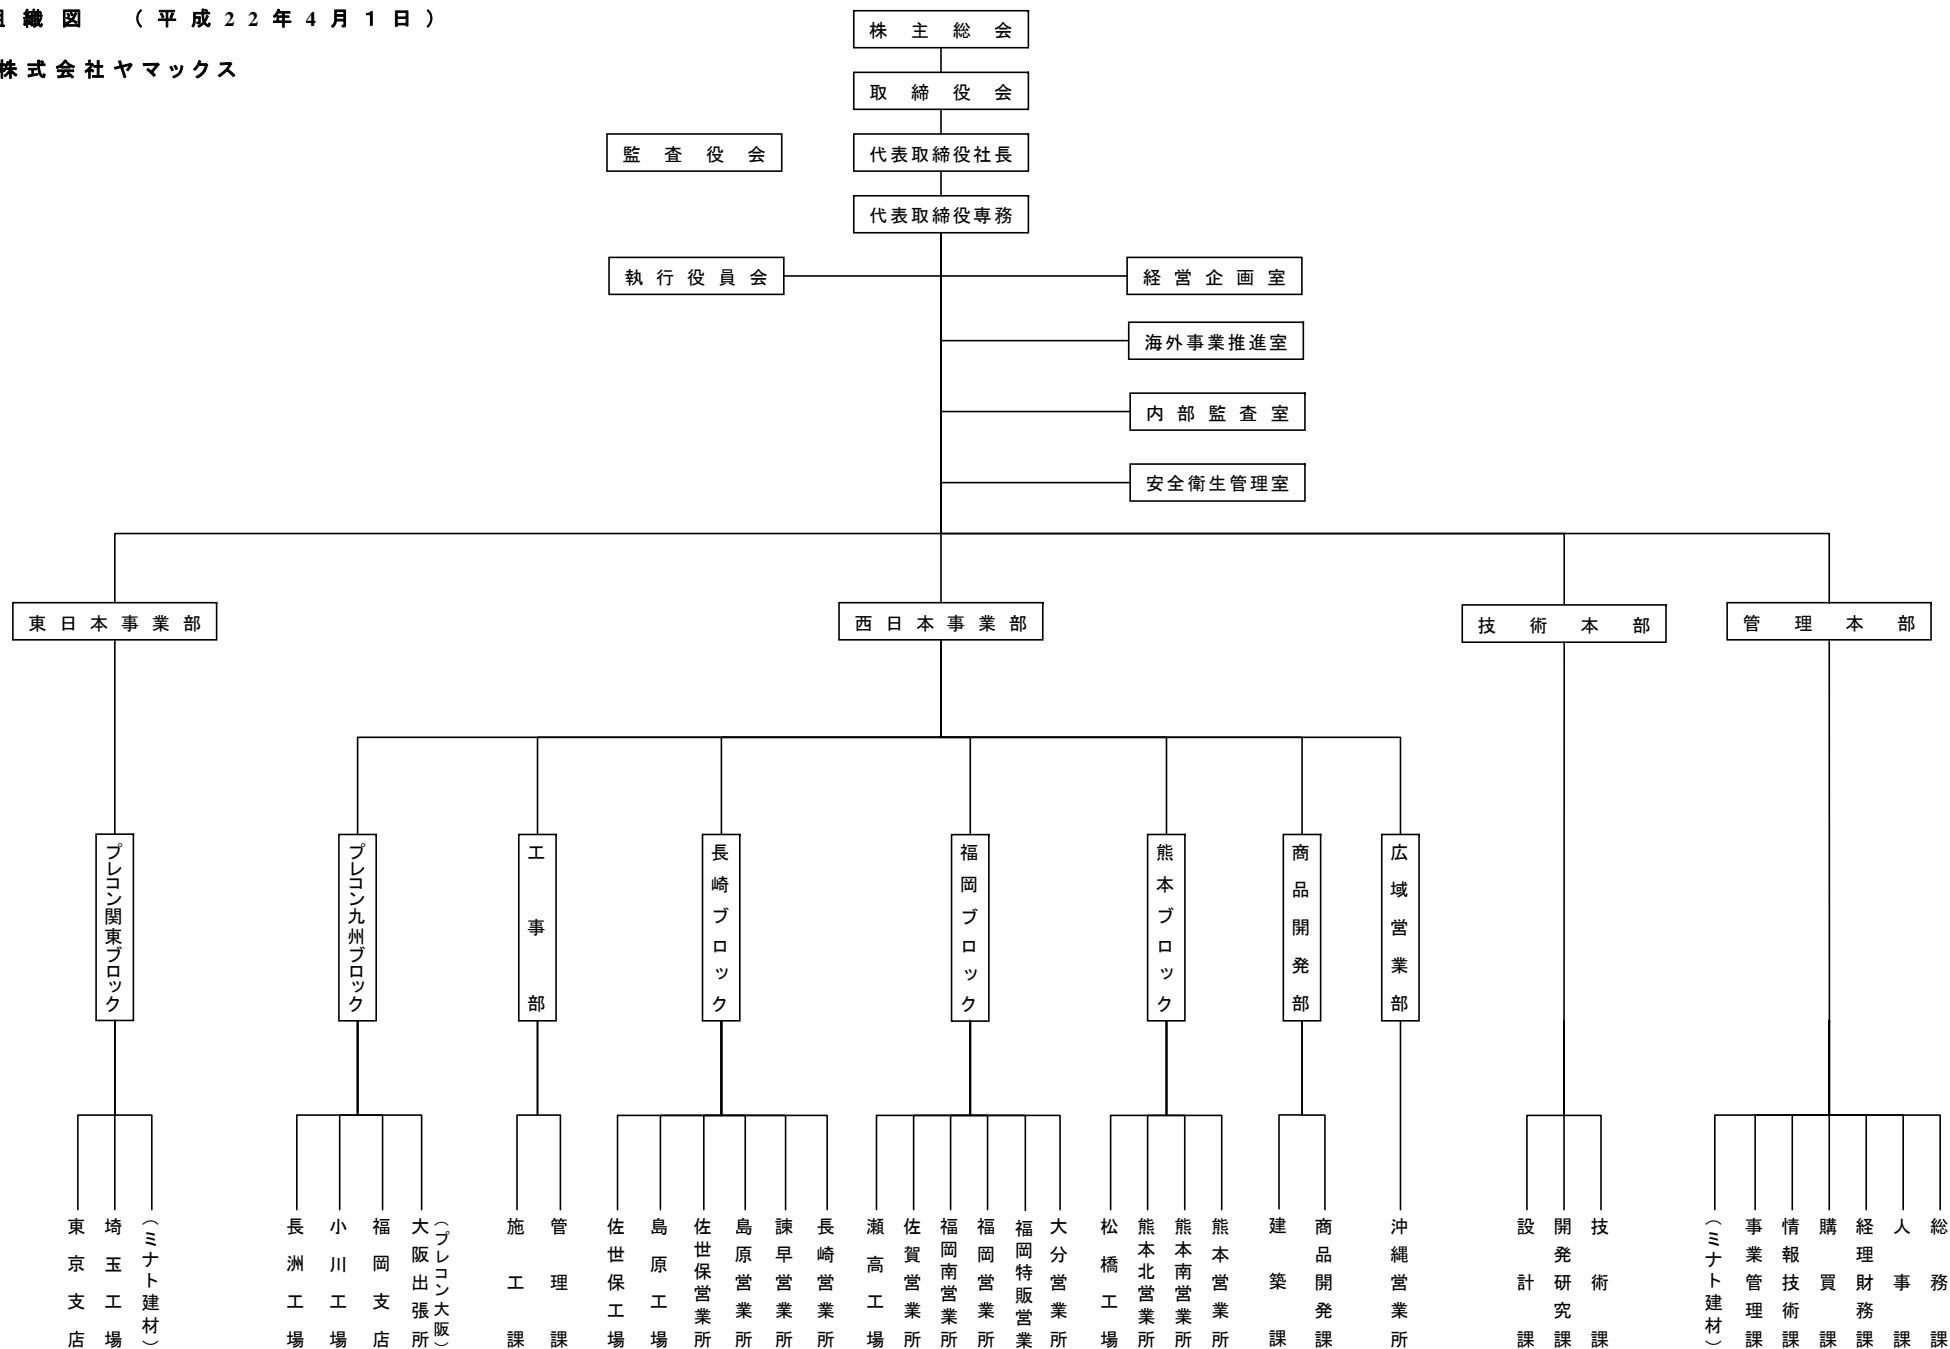 組織図 （平成22年4月1日）
株式会社ヤマックス
株主総会
取締役会
監査役会
代表取締役社長
代表取締役専務
執行役員会
経営企画室
海外事業推進室
内部監査室
安全衛生管理室
東日本事業部
西日本事業部
技術本部
管理本部
プレコン関東ブロック
プレコン九州ブロック
工事部
長崎ブロック
福岡ブロック
熊本ブロック
商品開発部
広域営業部
東京支店
埼玉工場
（ミナト建材）
長洲工場
小川工場
福岡支店
大阪出張所
（プレコン大阪）
施工課
管理課
佐世保工場
島原工場
佐世保営業所
島原営業所
諫早営業所
長崎営業所
瀬高工場
佐賀営業所
福岡南営業所
福岡営業所
福岡特販営業
大分営業所
松橋工場
熊本北営業所
熊本南営業所
熊本営業所
建築課
商品開発課
沖縄営業所
設計課
開発研究課
技術課
（ミナト建材）
事業管理課
情報技術課
購買課
経理財務課
人事課
総務課